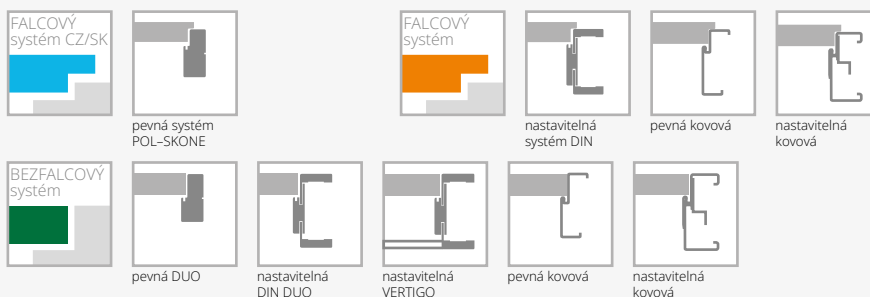 FALCOVÝ
systém CZ/SK
pevná systém
POL–SKONE
FALCOVÝ
systém
nastavitelná
systém DIN
pevná kovová
nastavitelná
kovová
BEZFALCOVÝ
systém
pevná DUO
nastavitelná
DIN DUO
nastavitelná
VERTIGO
pevná kovová
nastavitelná
kovová